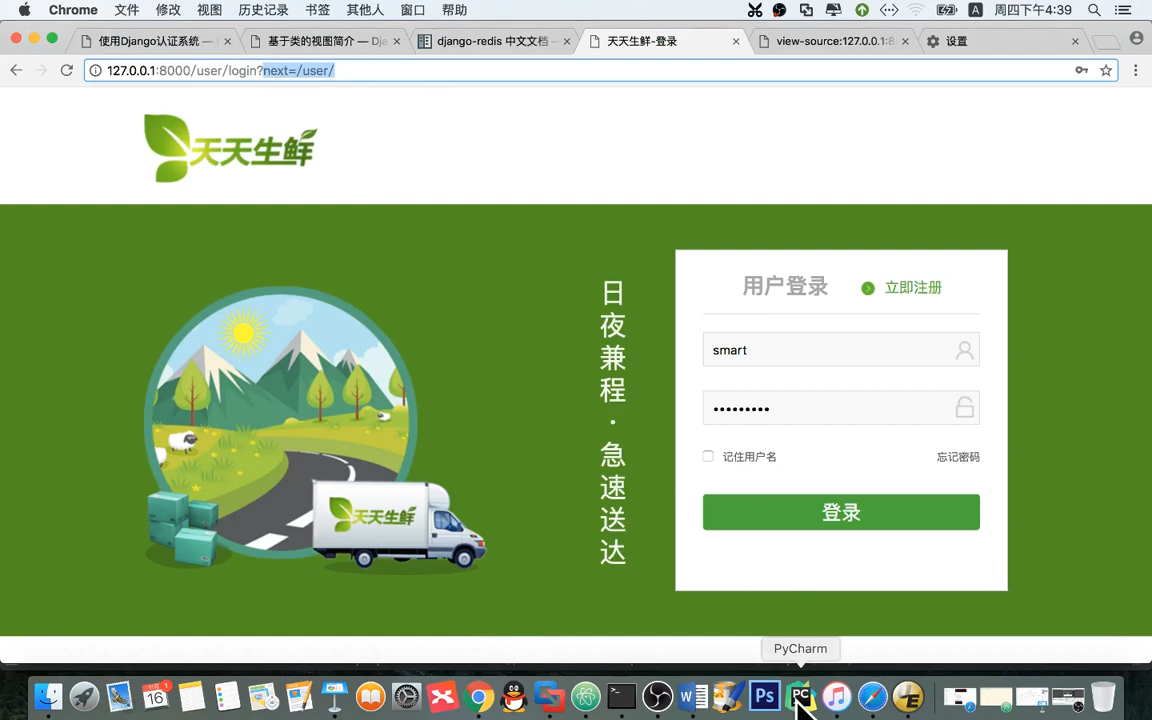 Chrome 文件 修改 视图 历史记录 书签 其他人 窗口 帮助 A 周四下午4:39
使用Django认证系统 — 基于类的视图简介 — Dja django-redis 中文文档 - 天天生鲜-登录 view-source:127.0.0.1:8 设置
127.0.0.1:8000/user/login?next=/user/
天天生鲜
用户登录 立即注册
smart
•••••••••
记住用户名 忘记密码
登录
日夜兼程·急速送达
天天生鲜
PyCharm
16
1
W
Ps
PC
E